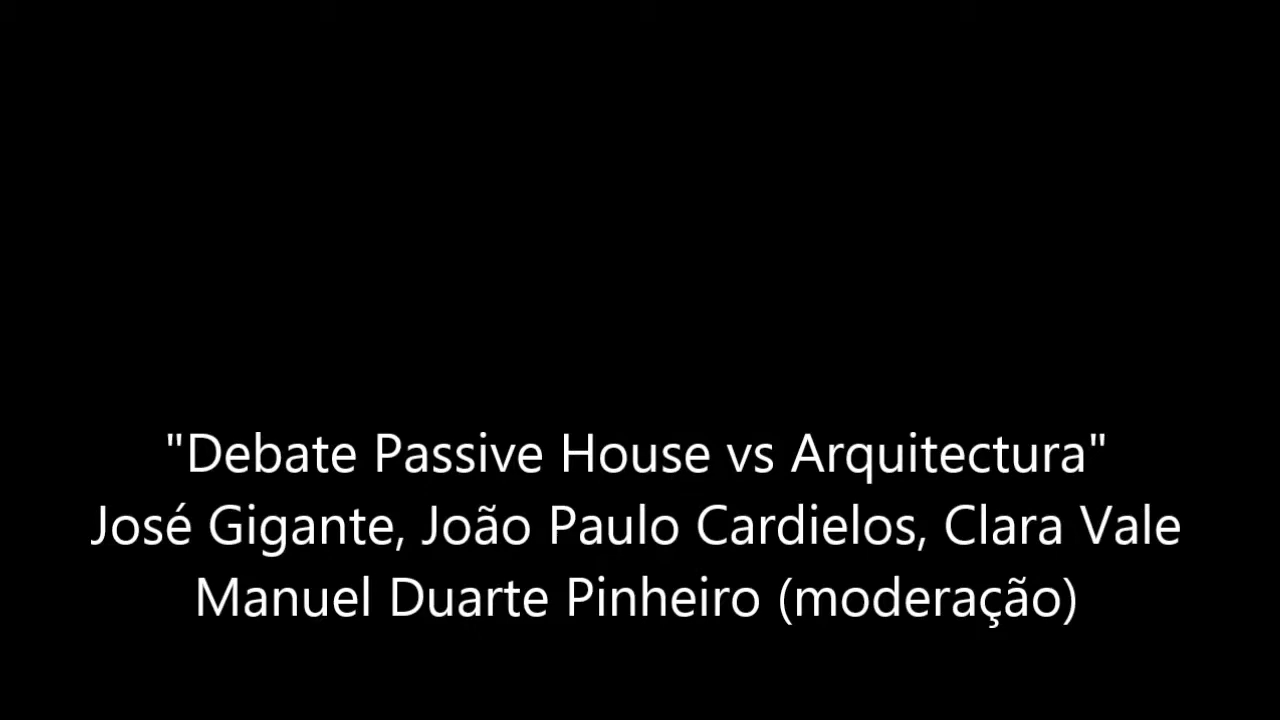 "Debate Passive House vs Arquitectura"
José Gigante, João Paulo Cardielos, Clara Vale
Manuel Duarte Pinheiro (moderação)